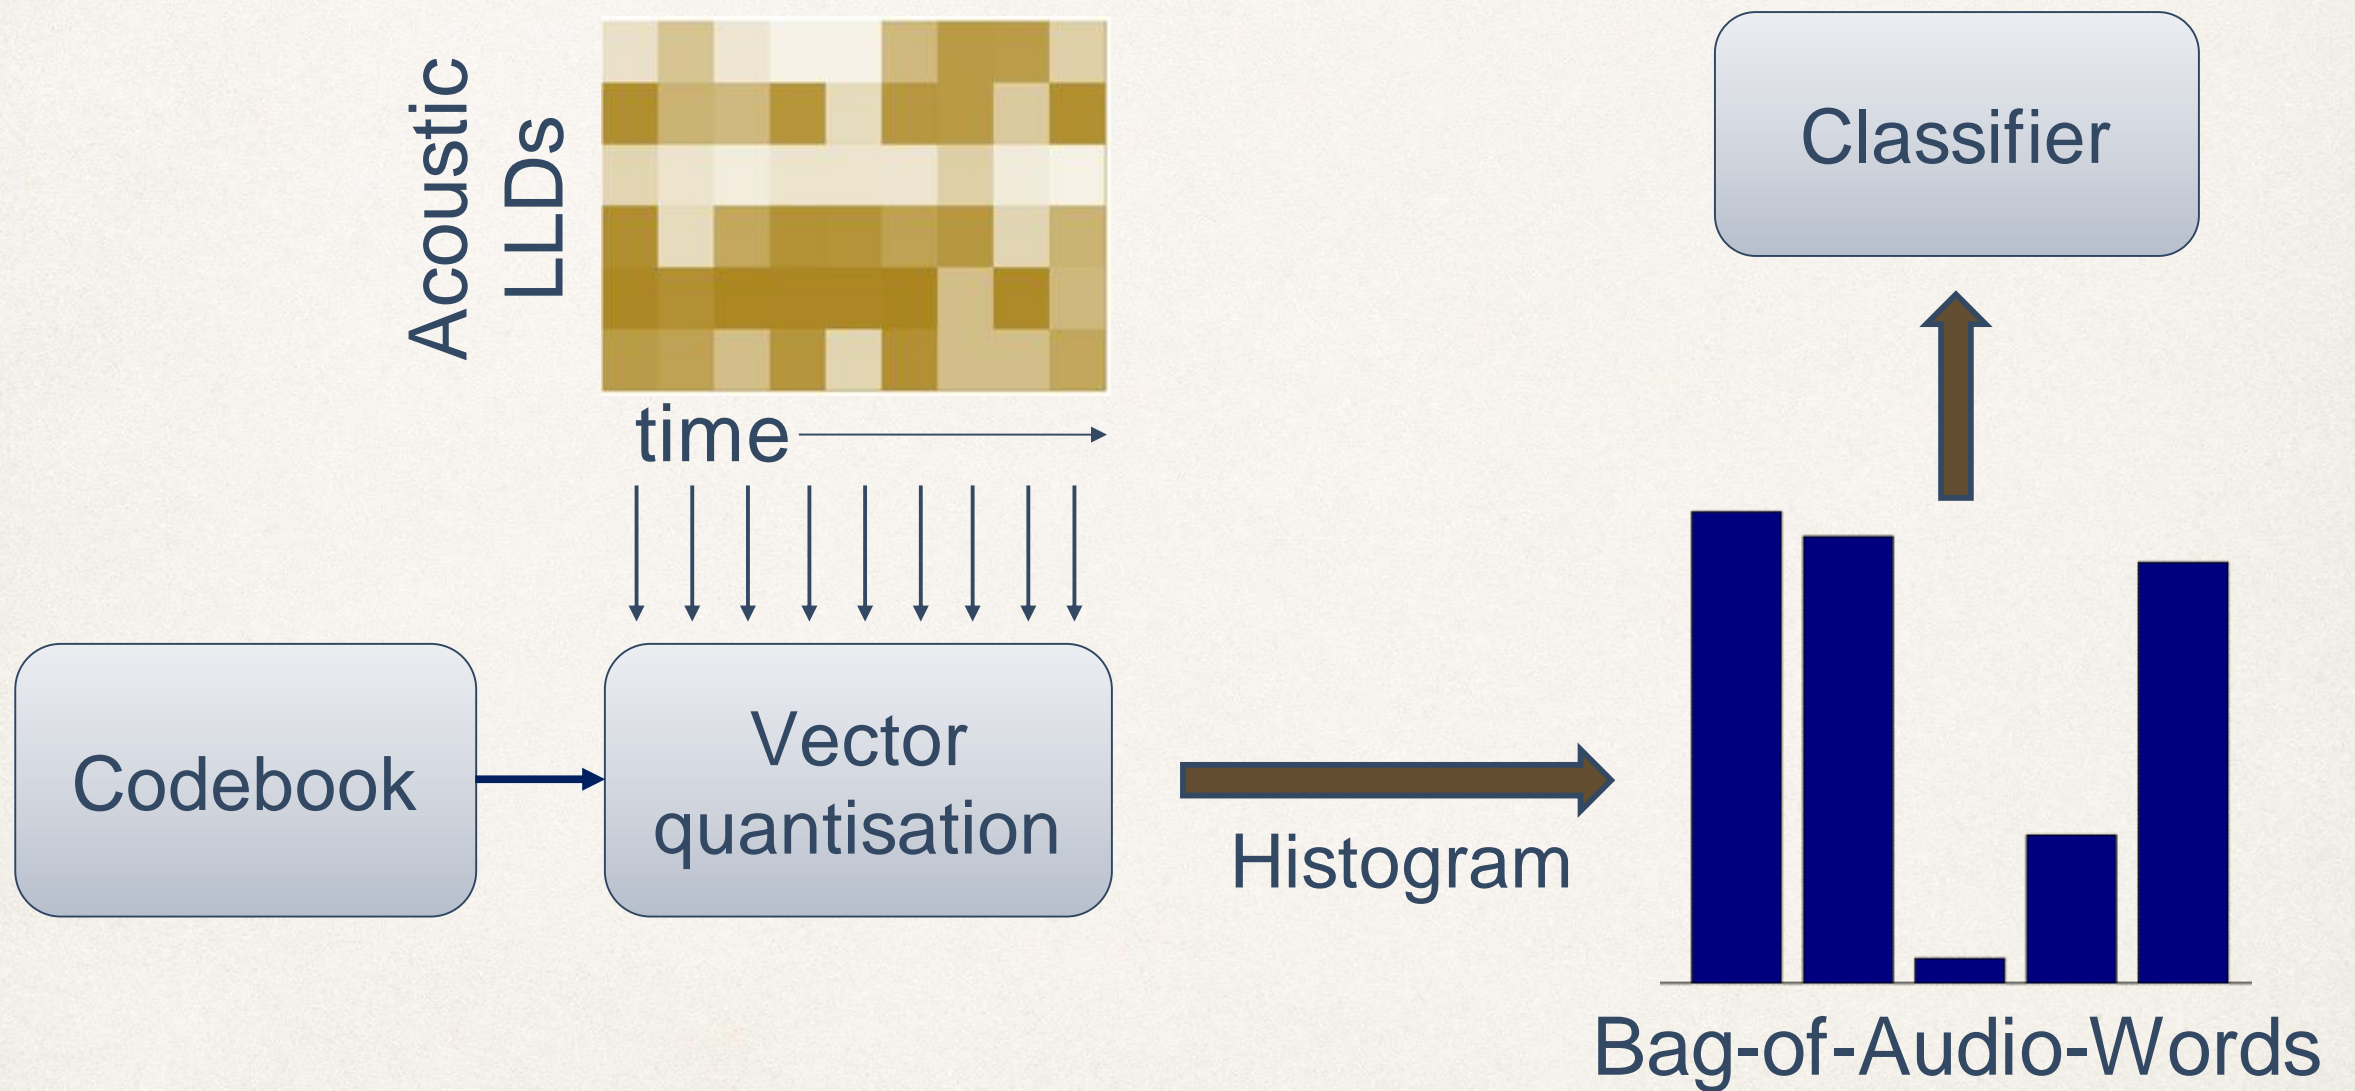 Acoustic
LLDs
time
Classifier
Codebook
Vector
quantisation
Histogram
Bag-of-Audio-Words